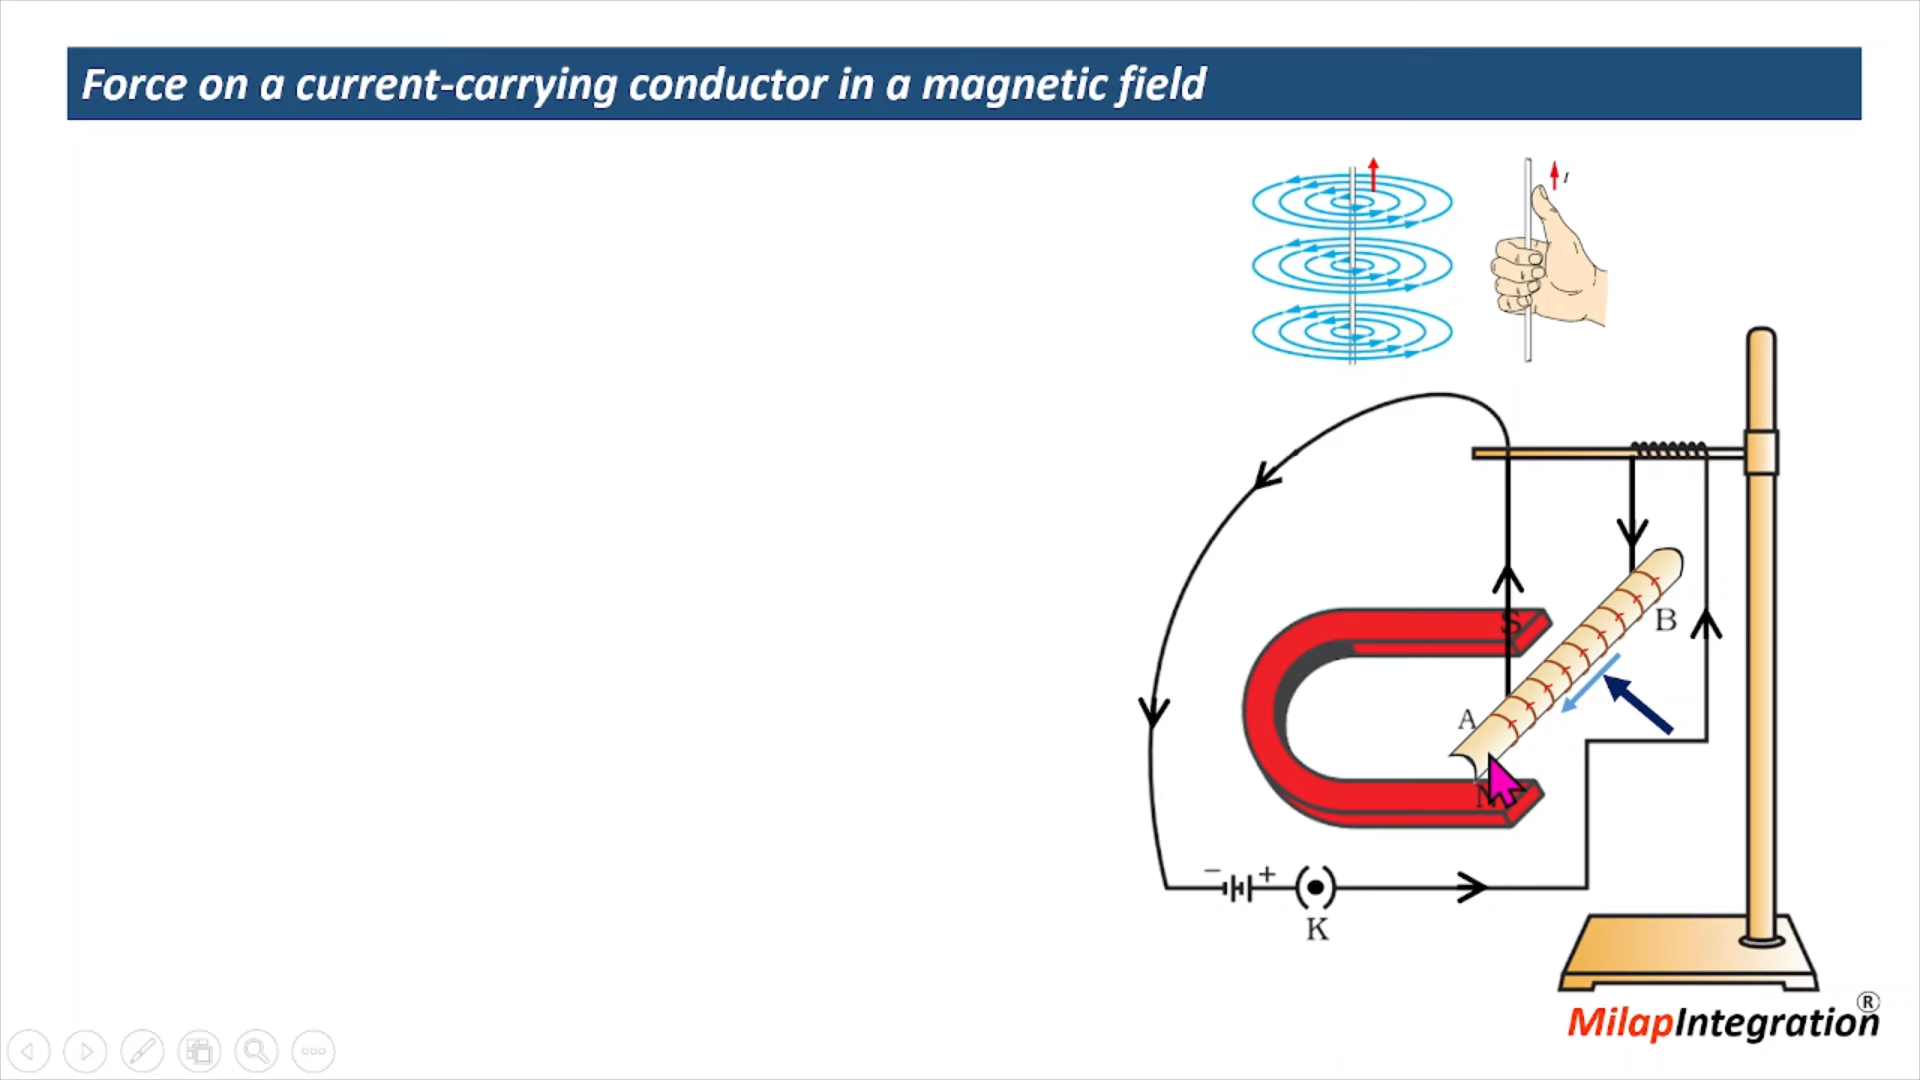 Force on a current-carrying conductor in a magnetic field
I
S
B
A
N
− +
K
MilapIntegration®